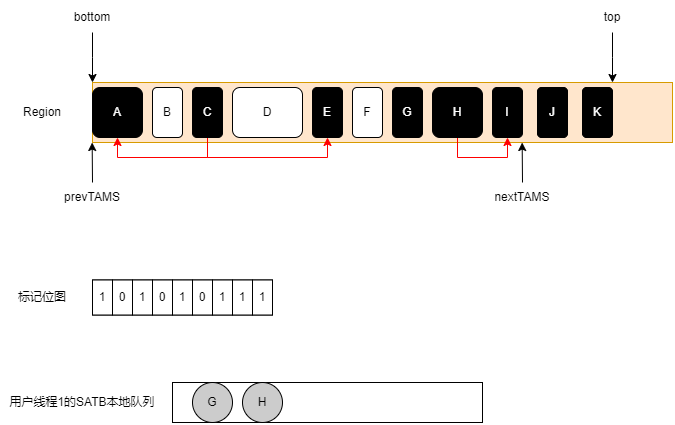 bottom top
Region A B C D E F G H I J K
prevTAMS nextTAMS
标记位图 1 0 1 0 1 0 1 1 1
用户线程1的SATB本地队列 G H